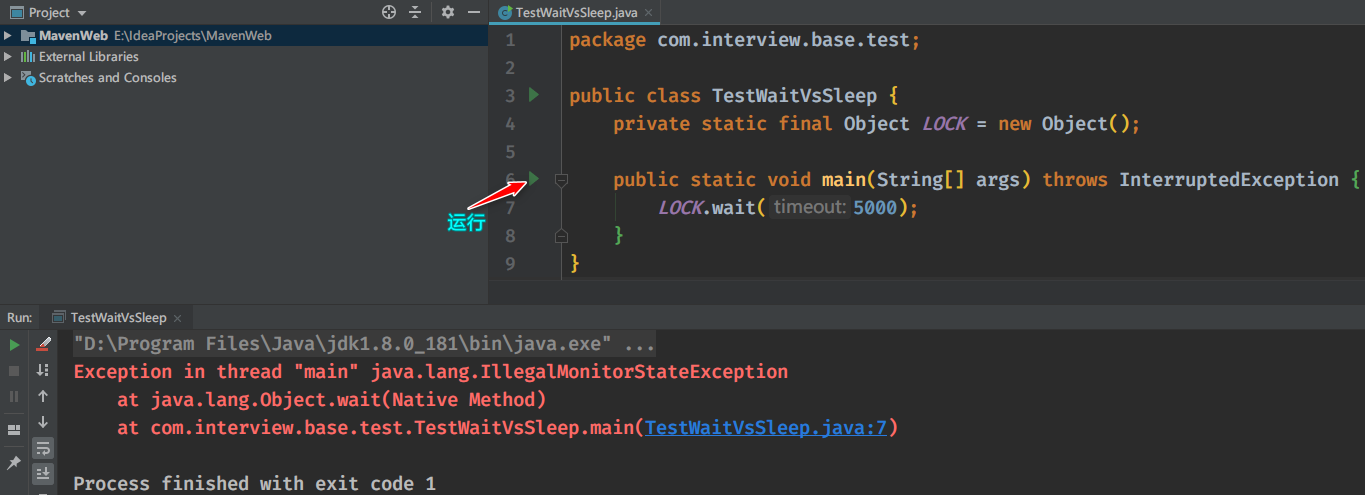 Project
MavenWeb E:\IdeaProjects\MavenWeb
External Libraries
Scratches and Consoles
TestWaitVsSleep.java
1 package com.interview.base.test;
2
3 public class TestWaitVsSleep {
4 private static final Object LOCK = new Object();
5
6 public static void main(String[] args) throws InterruptedException {
7 LOCK.wait( timeout: 5000);
8 }
9 }
运行
Run: TestWaitVsSleep
"D:\Program Files\Java\jdk1.8.0_181\bin\java.exe" ...
Exception in thread "main" java.lang.IllegalMonitorStateException
at java.lang.Object.wait(Native Method)
at com.interview.base.test.TestWaitVsSleep.main(TestWaitVsSleep.java:7)
Process finished with exit code 1